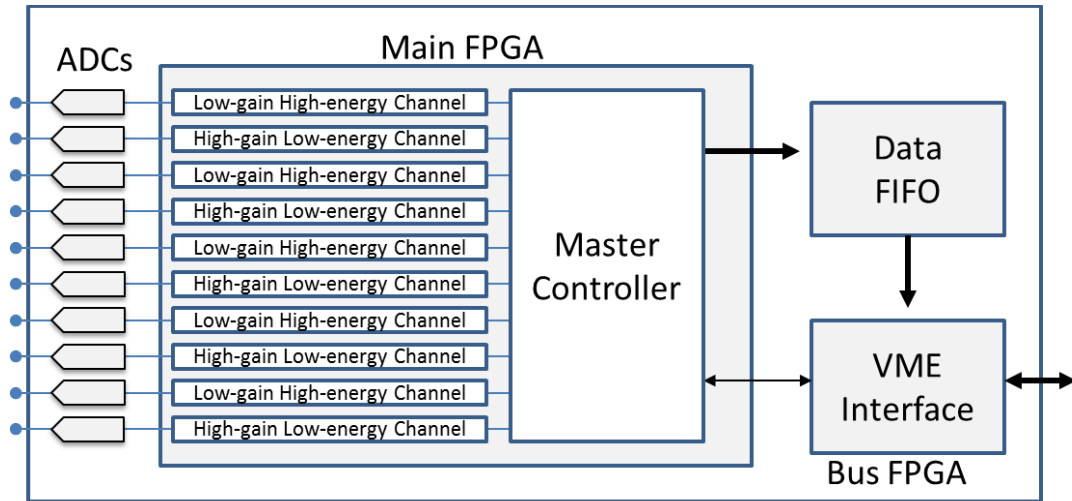 Main FPGA
ADCs
Low-gain High-energy Channel
High-gain Low-energy Channel
Low-gain High-energy Channel
High-gain Low-energy Channel
Low-gain High-energy Channel
High-gain Low-energy Channel
Low-gain High-energy Channel
High-gain Low-energy Channel
Low-gain High-energy Channel
High-gain Low-energy Channel
Master
Controller
Data
FIFO
VME
Interface
Bus FPGA